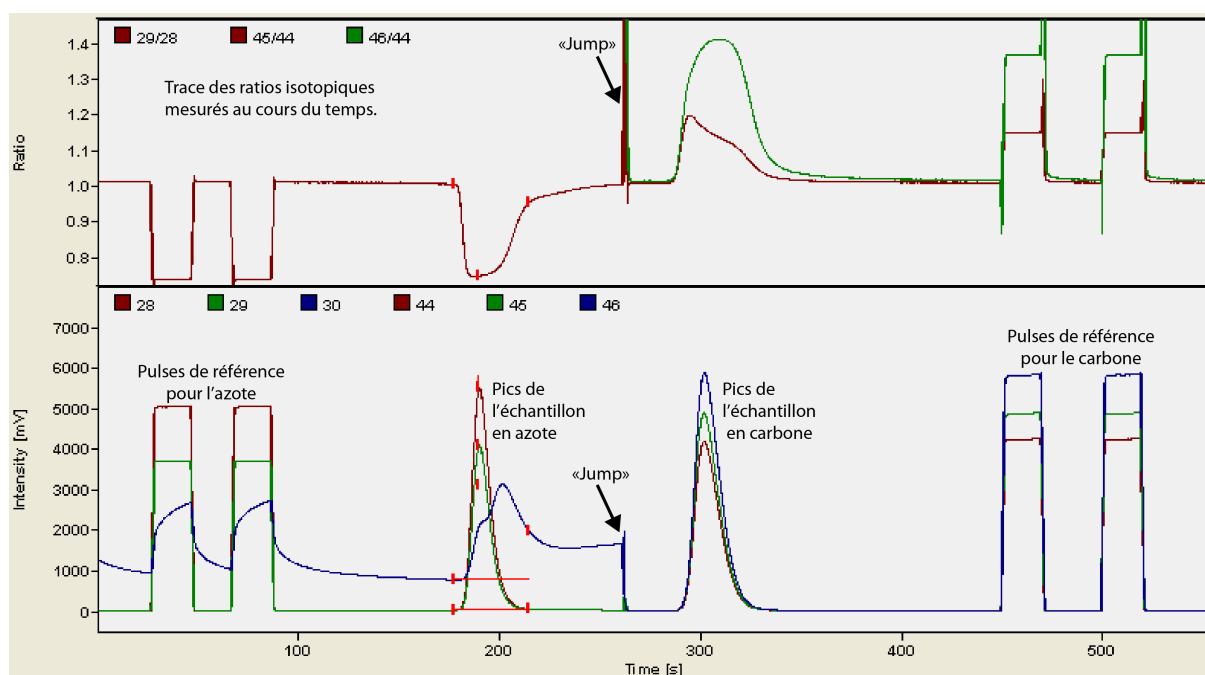 29/28 45/44 46/44
Trace des ratios isotopiques
mesurés au cours du temps.
«Jump»
1.4
1.3
1.2
1.1
1.0
0.9
0.8
Ratio
28 29 30 44 45 46
7000
6000
5000
4000
3000
2000
1000
0
Intensity [mV]
Pulses de référence
pour l'azote
Pics de
l'échantillon
en azote
«Jump»
Pics de
l'échantillon
en carbone
Pulses de référence
pour le carbone
100 200 300 400 500
Time [s]